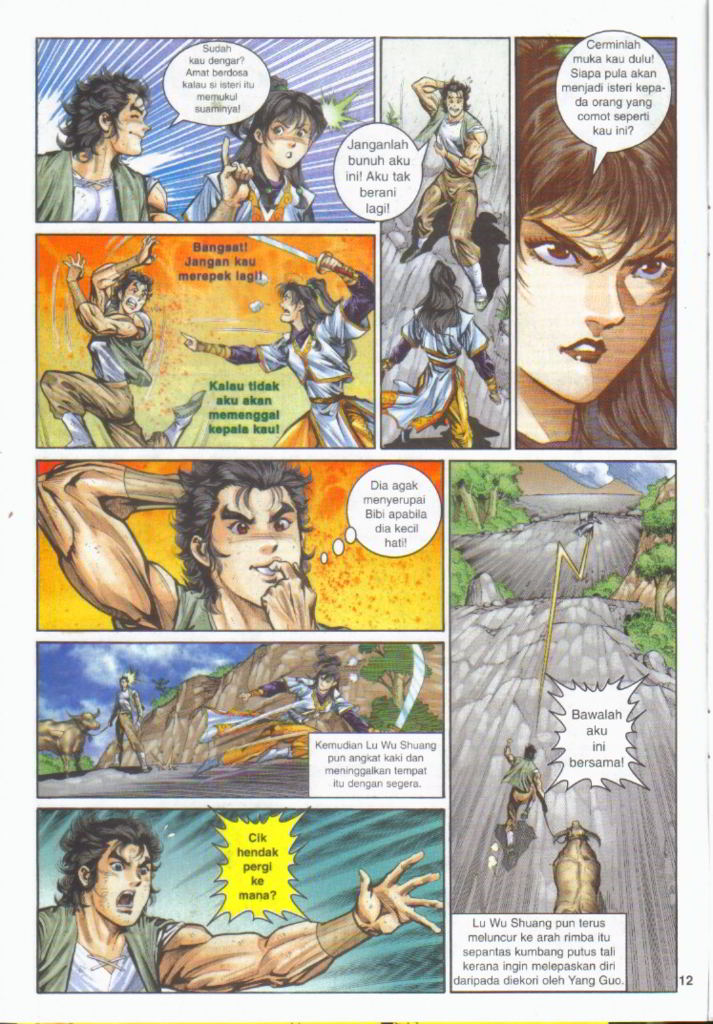 Sudah
kau dengar?
Amat berdosa
kalau si isteri itu
memukul
suaminya!
Janganlah
bunuh aku
ini! Aku tak
berani
lagi!
Cerminlah
muka kau dulu!
Siapa pula akan
menjadi isteri kepa-
da orang yang
comot seperti
kau ini?
Bangsat!
Jangan kau
merepek lagi!
Kalau tidak
aku akan
memenggal
kepala kau!
Dia agak
menyerupai
Bibi apabila
dia kecil
hati!
Kemudian Lu Wu Shuang
pun angkat kaki dan
meninggalkan tempat
itu dengan segera.
Cik
hendak
pergi
ke
mana?
Bawalah
aku
ini
bersama!
Lu Wu Shuang pun terus
meluncur ke arah rimba itu
sepantas kumbang putus tali
kerana ingin melepaskan diri
daripada diekori oleh Yang Guo.
12